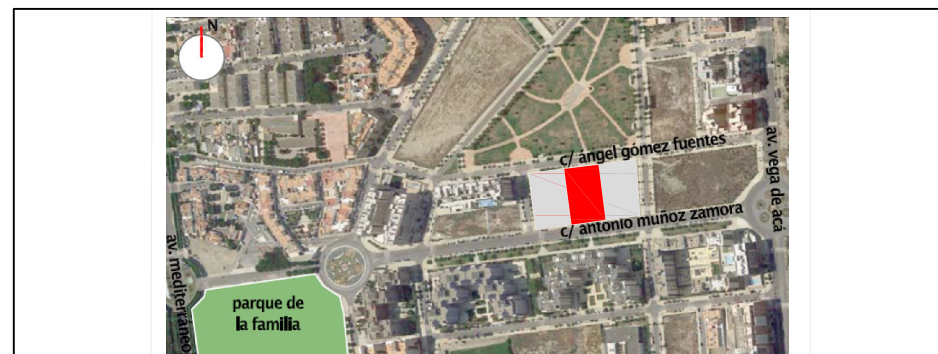 N
c/ ángel gómez fuentes
av. vega de acá
c/ antonio muñoz zamora
av. mediterráneo
parque de
la familia